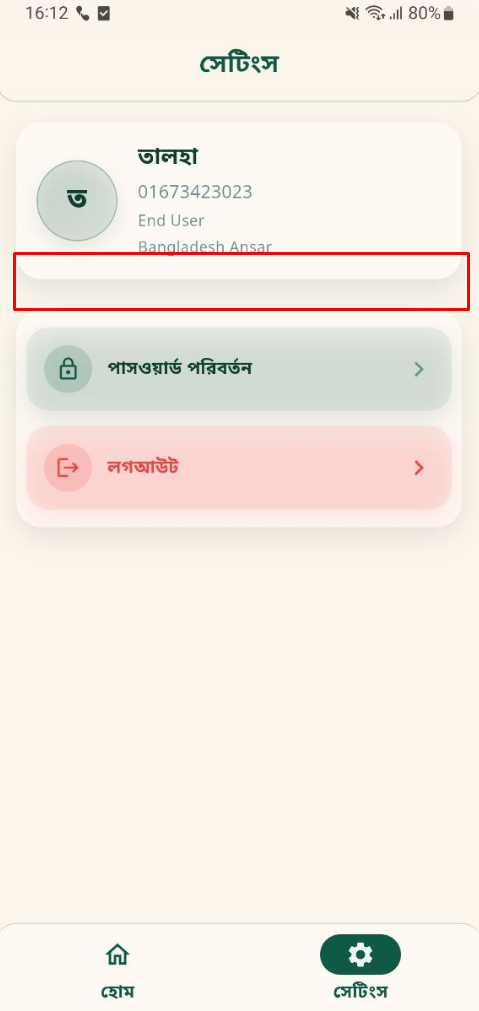 16:12
80%
সেটিংস
ত
তালহা
01673423023
End User
Bangladesh Ansar
পাসওয়ার্ড পরিবর্তন
লগআউট
হোম
সেটিংস